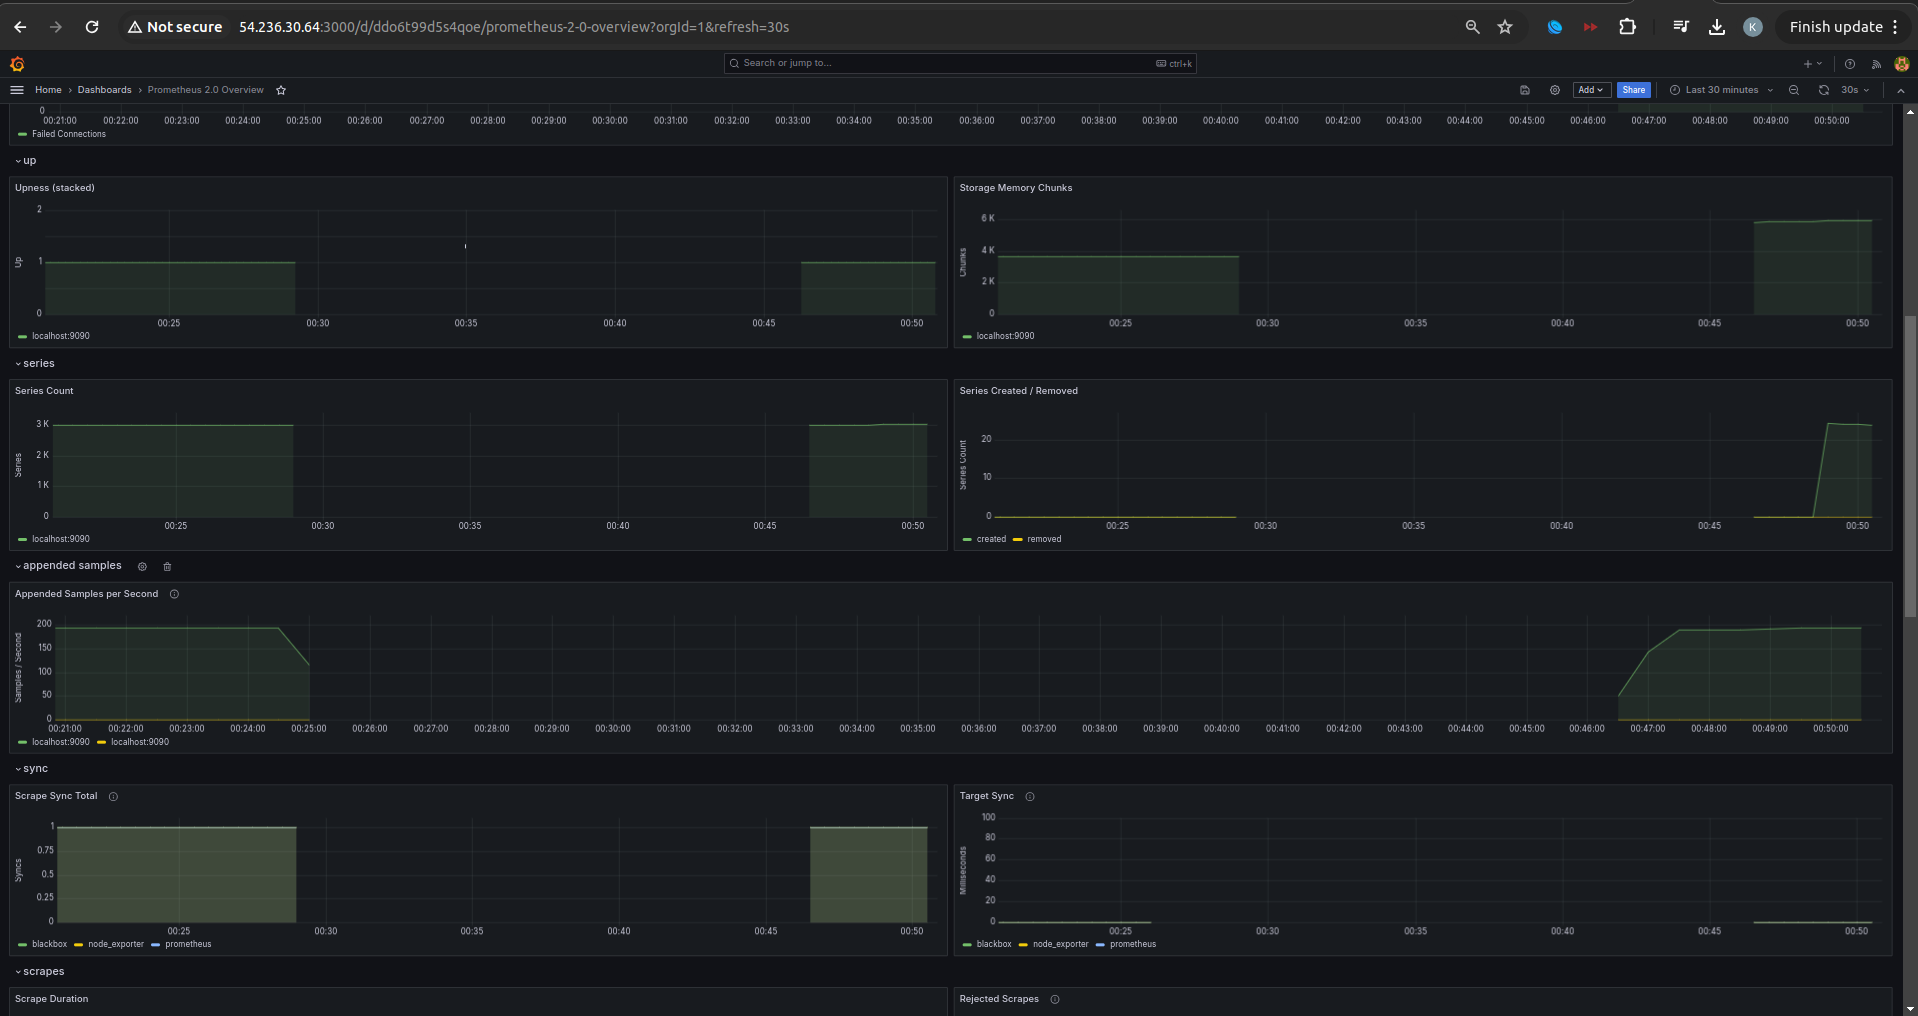 Not secure 54.236.30.64:3000/d/ddo6t99d5s4qoe/prometheus-2-0-overview?orgId=1&refresh=30s K Finish update
Search or jump to... ctrl+k
Home › Dashboards › Prometheus 2.0 Overview Add Share Last 30 minutes 30s
0
00:21:00 00:22:00 00:23:00 00:24:00 00:25:00 00:26:00 00:27:00 00:28:00 00:29:00 00:30:00 00:31:00 00:32:00 00:33:00 00:34:00 00:35:00 00:36:00 00:37:00 00:38:00 00:39:00 00:40:00 00:41:00 00:42:00 00:43:00 00:44:00 00:45:00 00:46:00 00:47:00 00:48:00 00:49:00 00:50:00
Failed Connections
up
Upness (stacked)
Up
2
1
0
00:25 00:30 00:35 00:40 00:45 00:50
localhost:9090
Storage Memory Chunks
Chunks
6 K
4 K
2 K
0
00:25 00:30 00:35 00:40 00:45 00:50
localhost:9090
series
Series Count
Series
3 K
2 K
1 K
0
00:25 00:30 00:35 00:40 00:45 00:50
localhost:9090
Series Created / Removed
Series Count
20
10
0
00:25 00:30 00:35 00:40 00:45 00:50
created removed
appended samples
Appended Samples per Second
Samples / Second
200
150
100
50
0
00:21:00 00:22:00 00:23:00 00:24:00 00:25:00 00:26:00 00:27:00 00:28:00 00:29:00 00:30:00 00:31:00 00:32:00 00:33:00 00:34:00 00:35:00 00:36:00 00:37:00 00:38:00 00:39:00 00:40:00 00:41:00 00:42:00 00:43:00 00:44:00 00:45:00 00:46:00 00:47:00 00:48:00 00:49:00 00:50:00
localhost:9090 localhost:9090
sync
Scrape Sync Total
Syncs
1
0.75
0.5
0.25
0
00:25 00:30 00:35 00:40 00:45 00:50
blackbox node_exporter prometheus
Target Sync
Milliseconds
100
80
60
40
20
0
00:25 00:30 00:35 00:40 00:45 00:50
blackbox node_exporter prometheus
scrapes
Scrape Duration
Rejected Scrapes